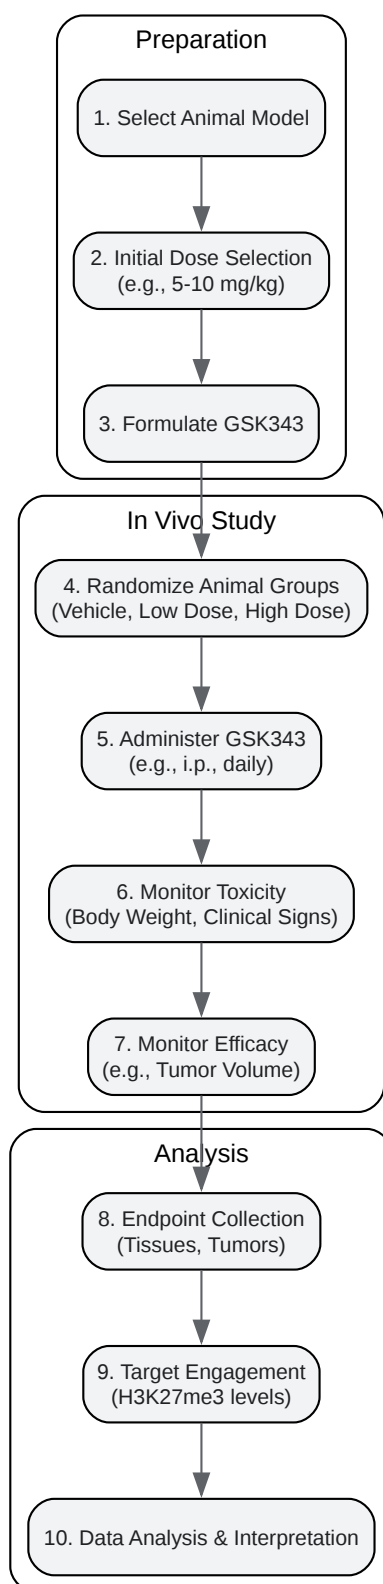 Preparation
1. Select Animal Model
2. Initial Dose Selection
(e.g., 5-10 mg/kg)
3. Formulate GSK343
In Vivo Study
4. Randomize Animal Groups
(Vehicle, Low Dose, High Dose)
5. Administer GSK343
(e.g., i.p., daily)
6. Monitor Toxicity
(Body Weight, Clinical Signs)
7. Monitor Efficacy
(e.g., Tumor Volume)
Analysis
8. Endpoint Collection
(Tissues, Tumors)
9. Target Engagement
(H3K27me3 levels)
10. Data Analysis & Interpretation